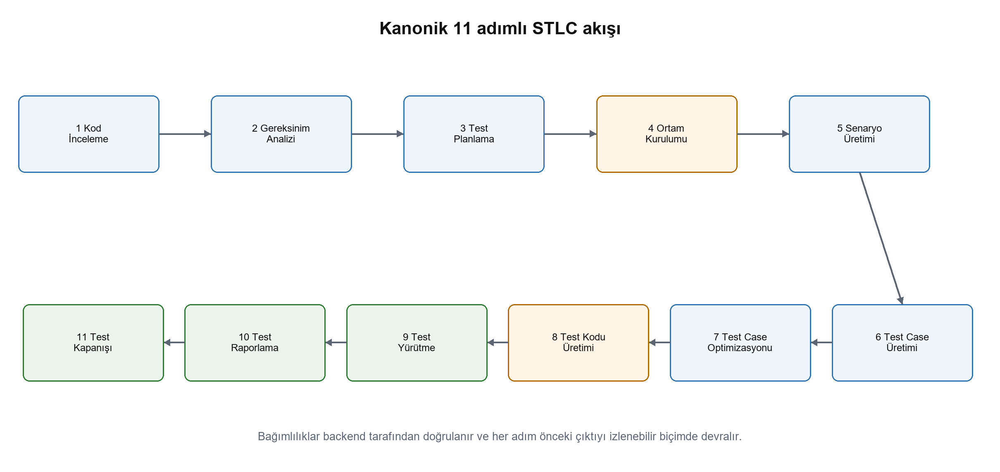 Kanonik 11 adımlı STLC akışı
1 Kod
İnceleme
2 Gereksinim
Analizi
3 Test
Planlama
4 Ortam
Kurulumu
5 Senaryo
Üretimi
6 Test Case
Üretimi
7 Test Case
Optimizasyonu
8 Test Kodu
Üretimi
9 Test
Yürütme
10 Test
Raporlama
11 Test
Kapanışı
Bağımlılıklar backend tarafından doğrulanır ve her adım önceki çıktıyı izlenebilir biçimde devralır.